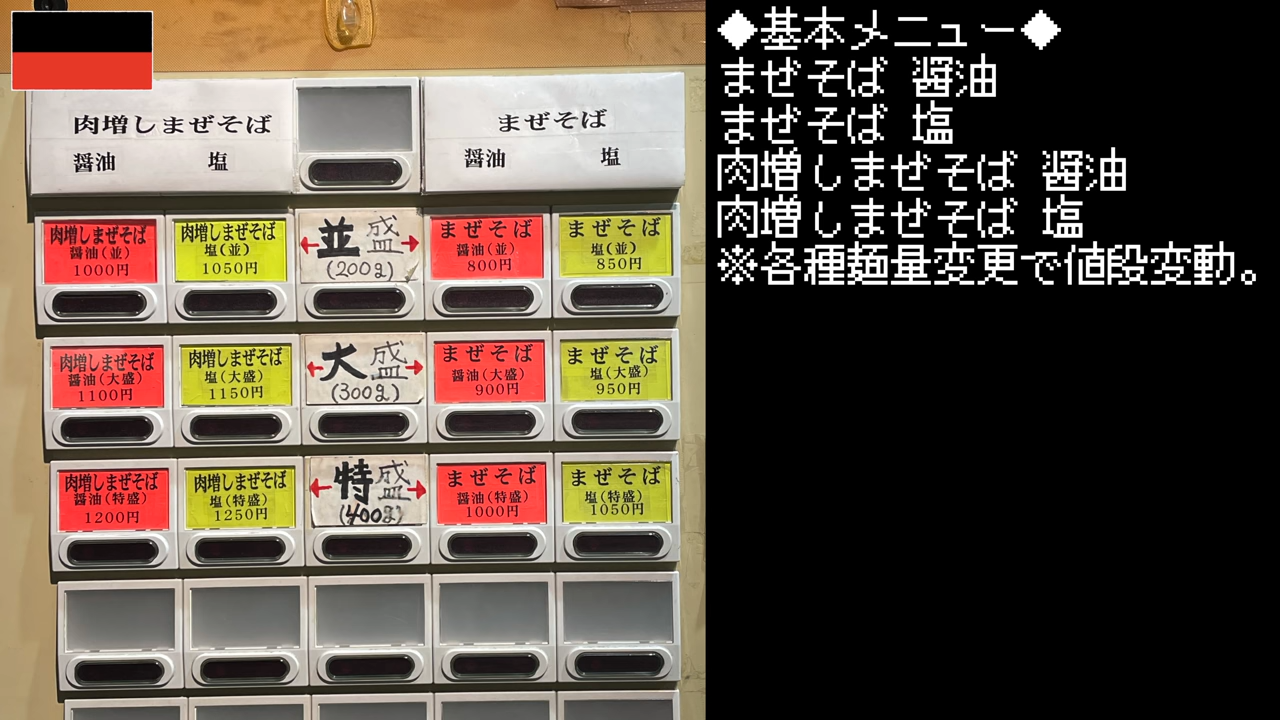 肉増しまぜそば
醤油 塩
まぜそば
醤油 塩
肉増しまぜそば
醤油(並)
1000円
肉増しまぜそば
塩(並)
1050円
並盛
(200g)
まぜそば
醤油(並)
800円
まぜそば
塩(並)
850円
肉増しまぜそば
醤油(大盛)
1100円
肉増しまぜそば
塩(大盛)
1150円
大盛
(300g)
まぜそば
醤油(大盛)
900円
まぜそば
塩(大盛)
950円
肉増しまぜそば
醤油(特盛)
1200円
肉増しまぜそば
塩(特盛)
1250円
特盛
(400g)
まぜそば
醤油(特盛)
1000円
まぜそば
塩(特盛)
1050円
◆基本メニュー◆
まぜそば 醤油
まぜそば 塩
肉増しまぜそば 醤油
肉増しまぜそば 塩
※各種麺量変更で値段変動。